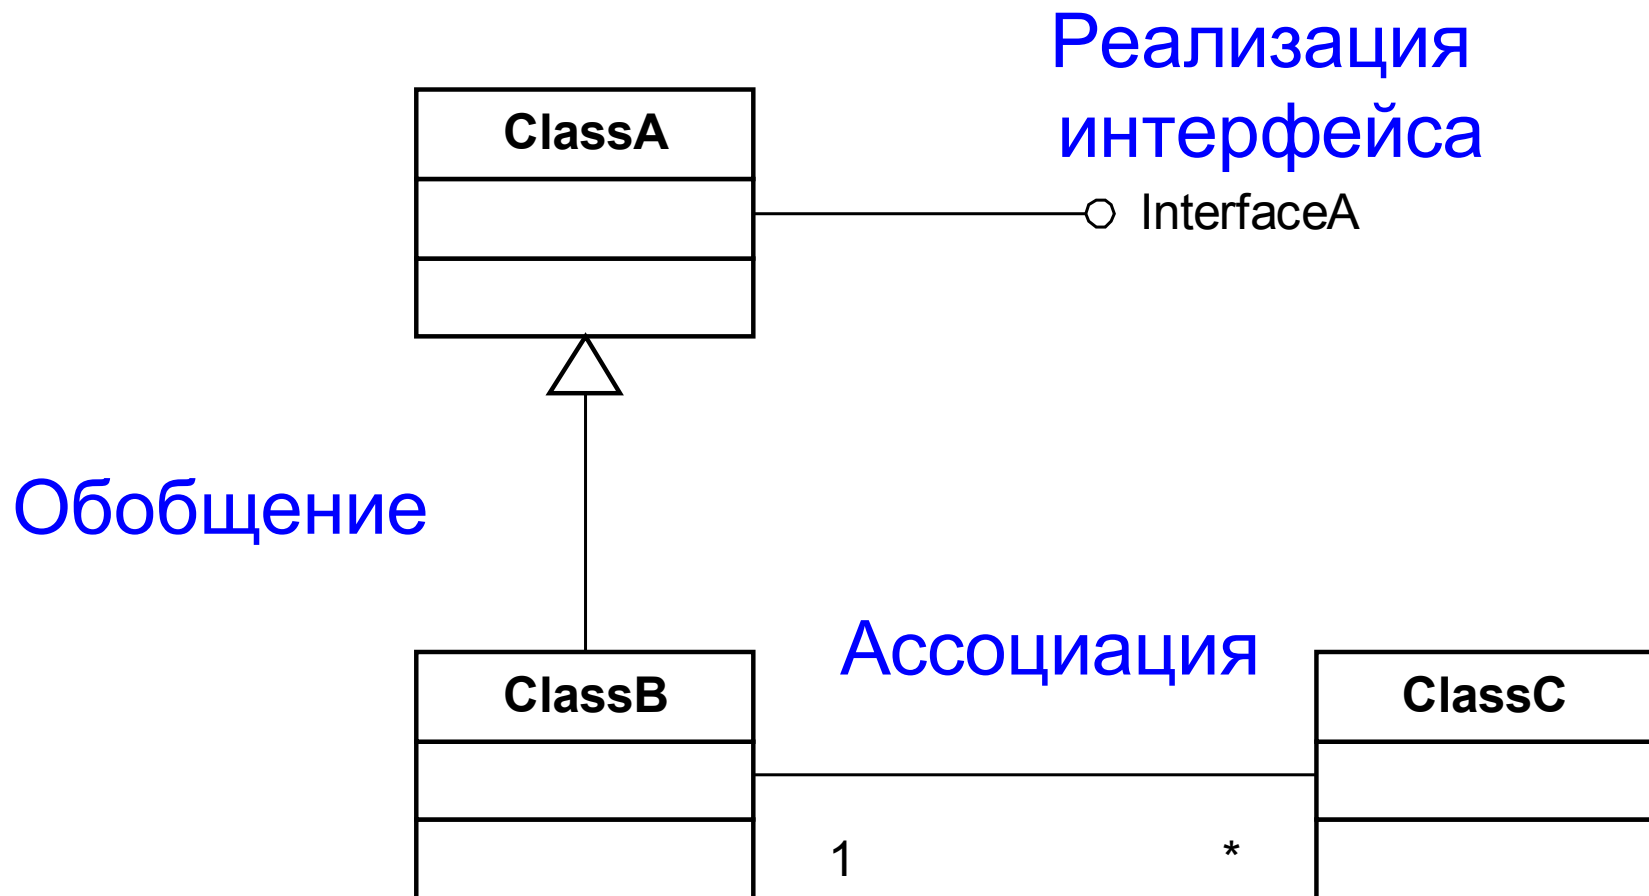 Реализация
интерфейса
ClassA
InterfaceA
Обобщение
Ассоциация
ClassB
ClassC
1
*